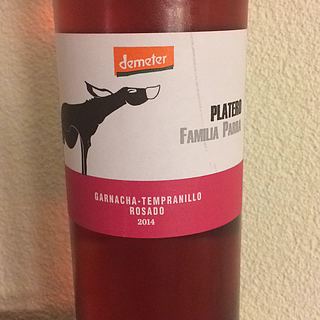 demeter
PLATERO
FAMILIA PARRA
GARNACHA-TEMPRANILLO
ROSADO
2014